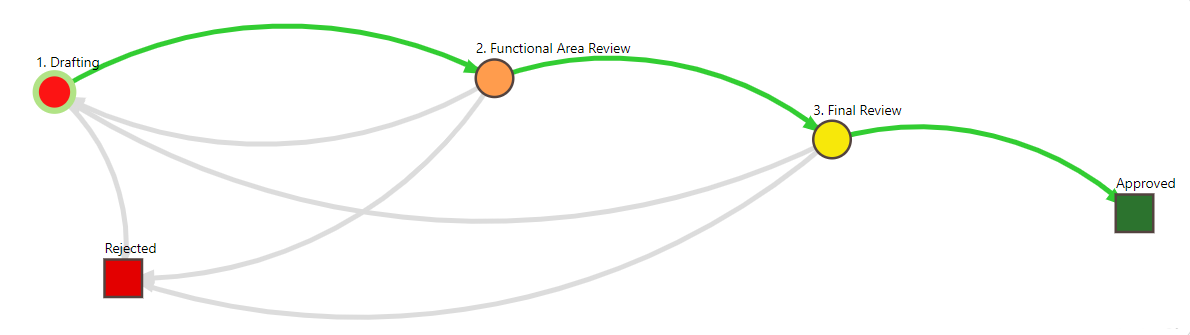 1. Drafting
2. Functional Area Review
3. Final Review
Approved
Rejected